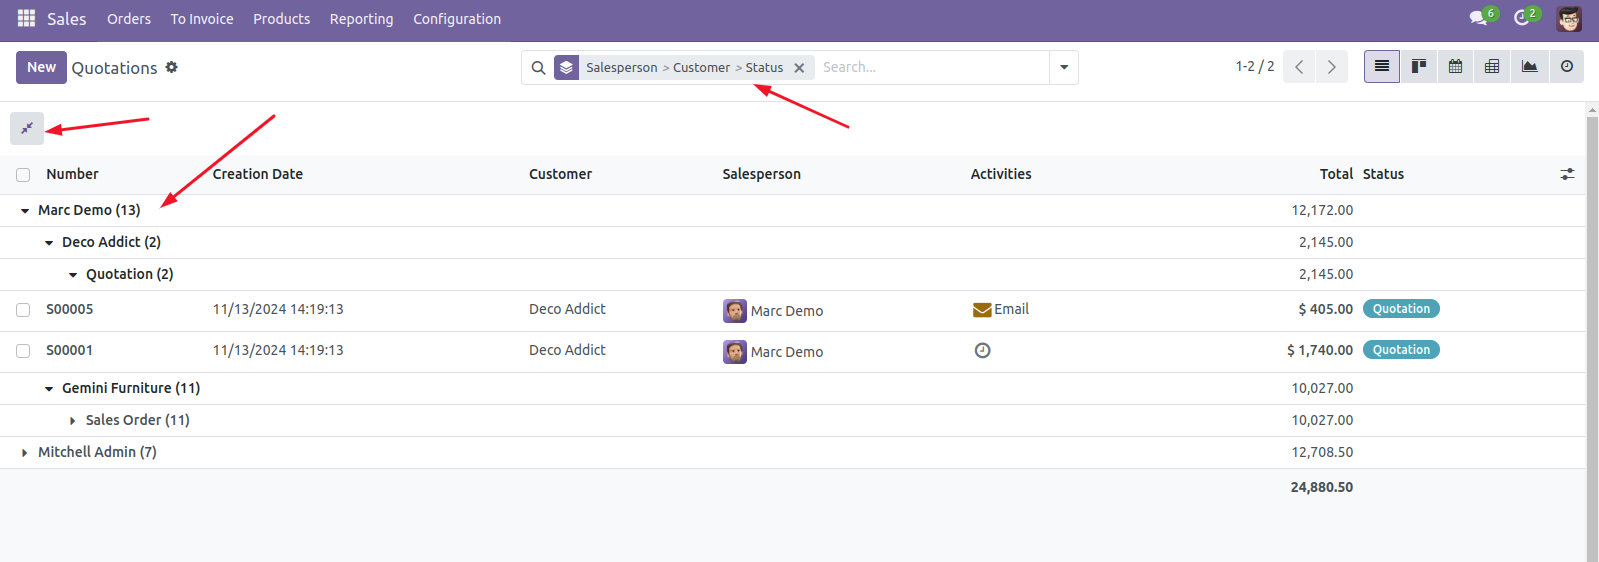 Sales Orders To Invoice Products Reporting Configuration 6 2
New Quotations Salesperson > Customer > Status Search... 1-2 / 2
Number Creation Date Customer Salesperson Activities Total Status
Marc Demo (13) 12,172.00
Deco Addict (2) 2,145.00
Quotation (2) 2,145.00
S00005 11/13/2024 14:19:13 Deco Addict Marc Demo Email $ 405.00 Quotation
S00001 11/13/2024 14:19:13 Deco Addict Marc Demo $ 1,740.00 Quotation
Gemini Furniture (11) 10,027.00
Sales Order (11) 10,027.00
Mitchell Admin (7) 12,708.50
24,880.50